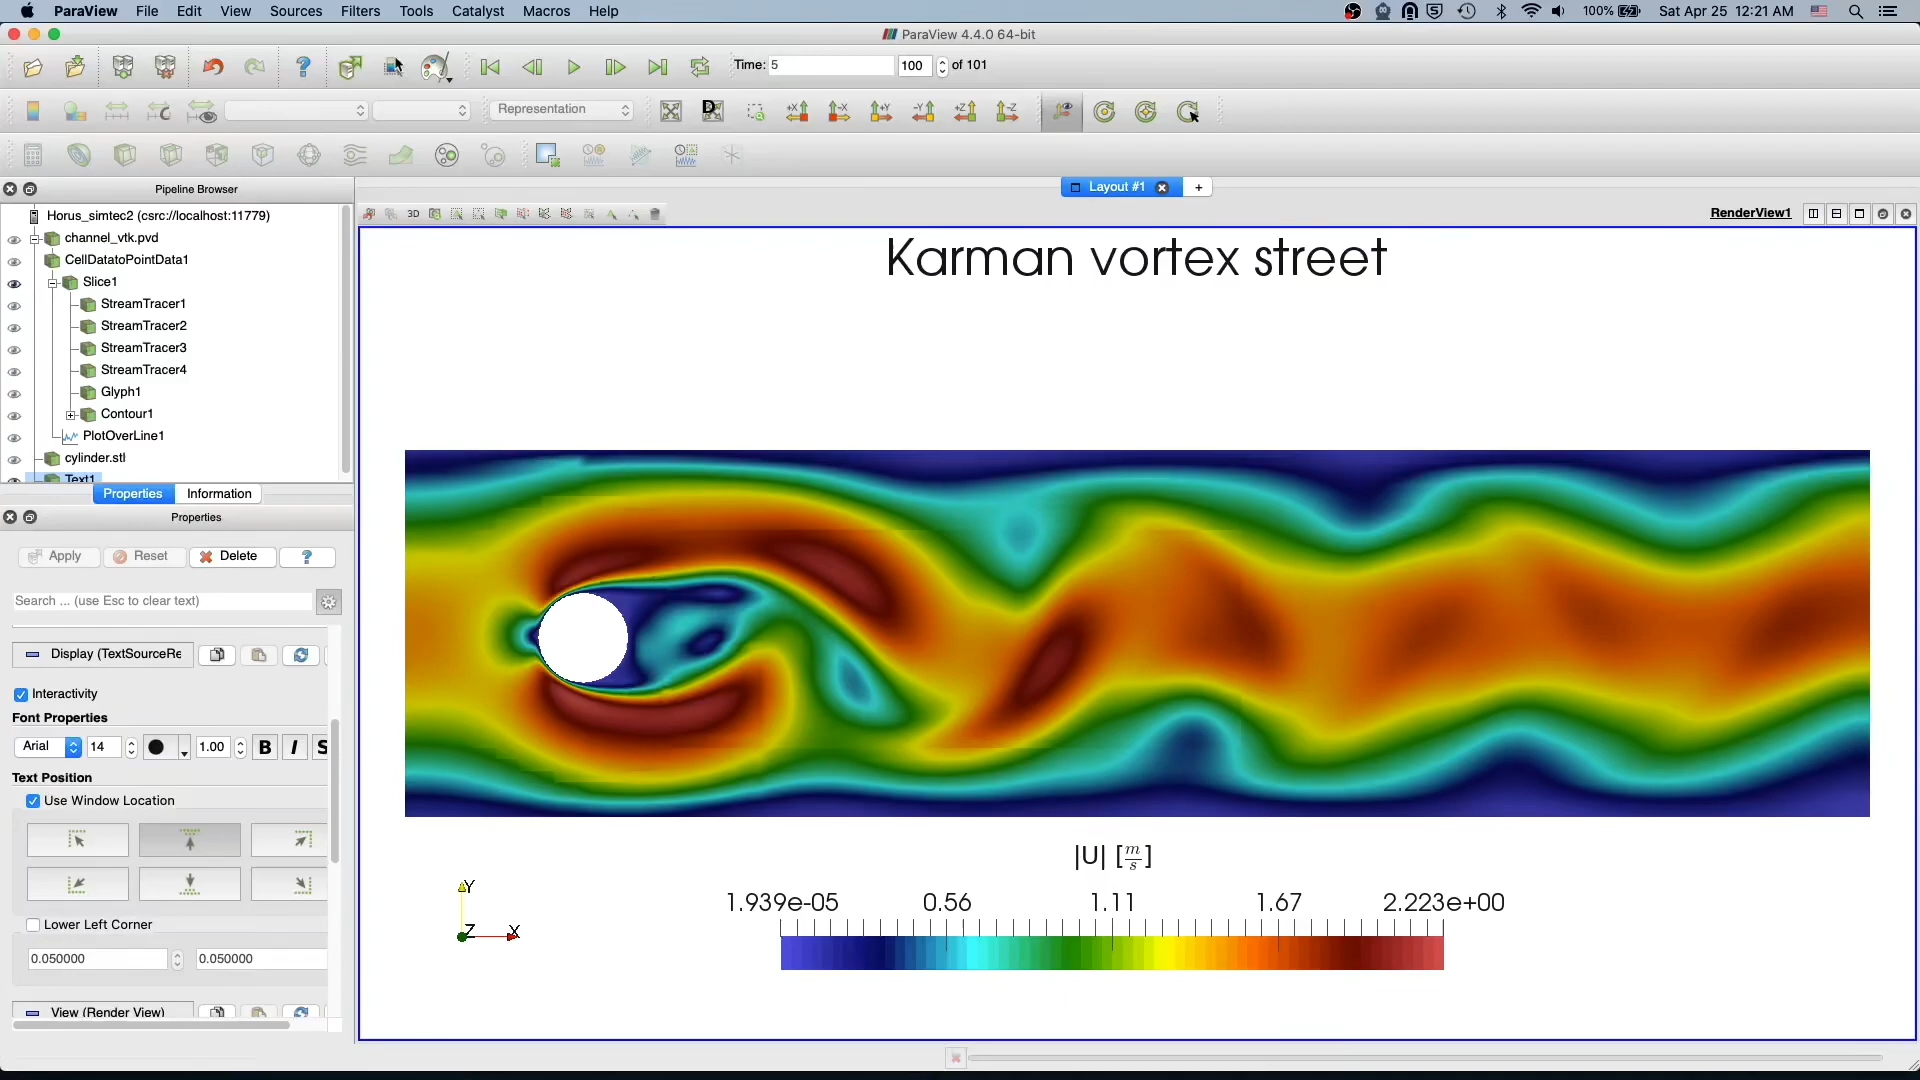 ParaView File Edit View Sources Filters Tools Catalyst Macros Help 100% Sat Apr 25 12:21 AM
ParaView 4.4.0 64-bit
Time: 5 100 of 101
Representation D +X -X +Y -Y +Z -Z
Pipeline Browser
Layout #1 +
3D RenderView1
Horus_simtec2 (csrc://localhost:11779)
channel_vtk.pvd
CellDatatoPointData1
Slice1
StreamTracer1
StreamTracer2
StreamTracer3
StreamTracer4
Glyph1
Contour1
PlotOverLine1
cylinder.stl
Text1
Properties Information
Properties
Apply Reset Delete ?
Search ... (use Esc to clear text)
Display (TextSourceRe
Interactivity
Font Properties
Arial 14 1.00 B I S
Text Position
Use Window Location
Lower Left Corner
0.050000 0.050000
View (Render View)
Karman vortex street
|U| [m/s]
1.939e-05 0.56 1.11 1.67 2.223e+00
Y
Z X